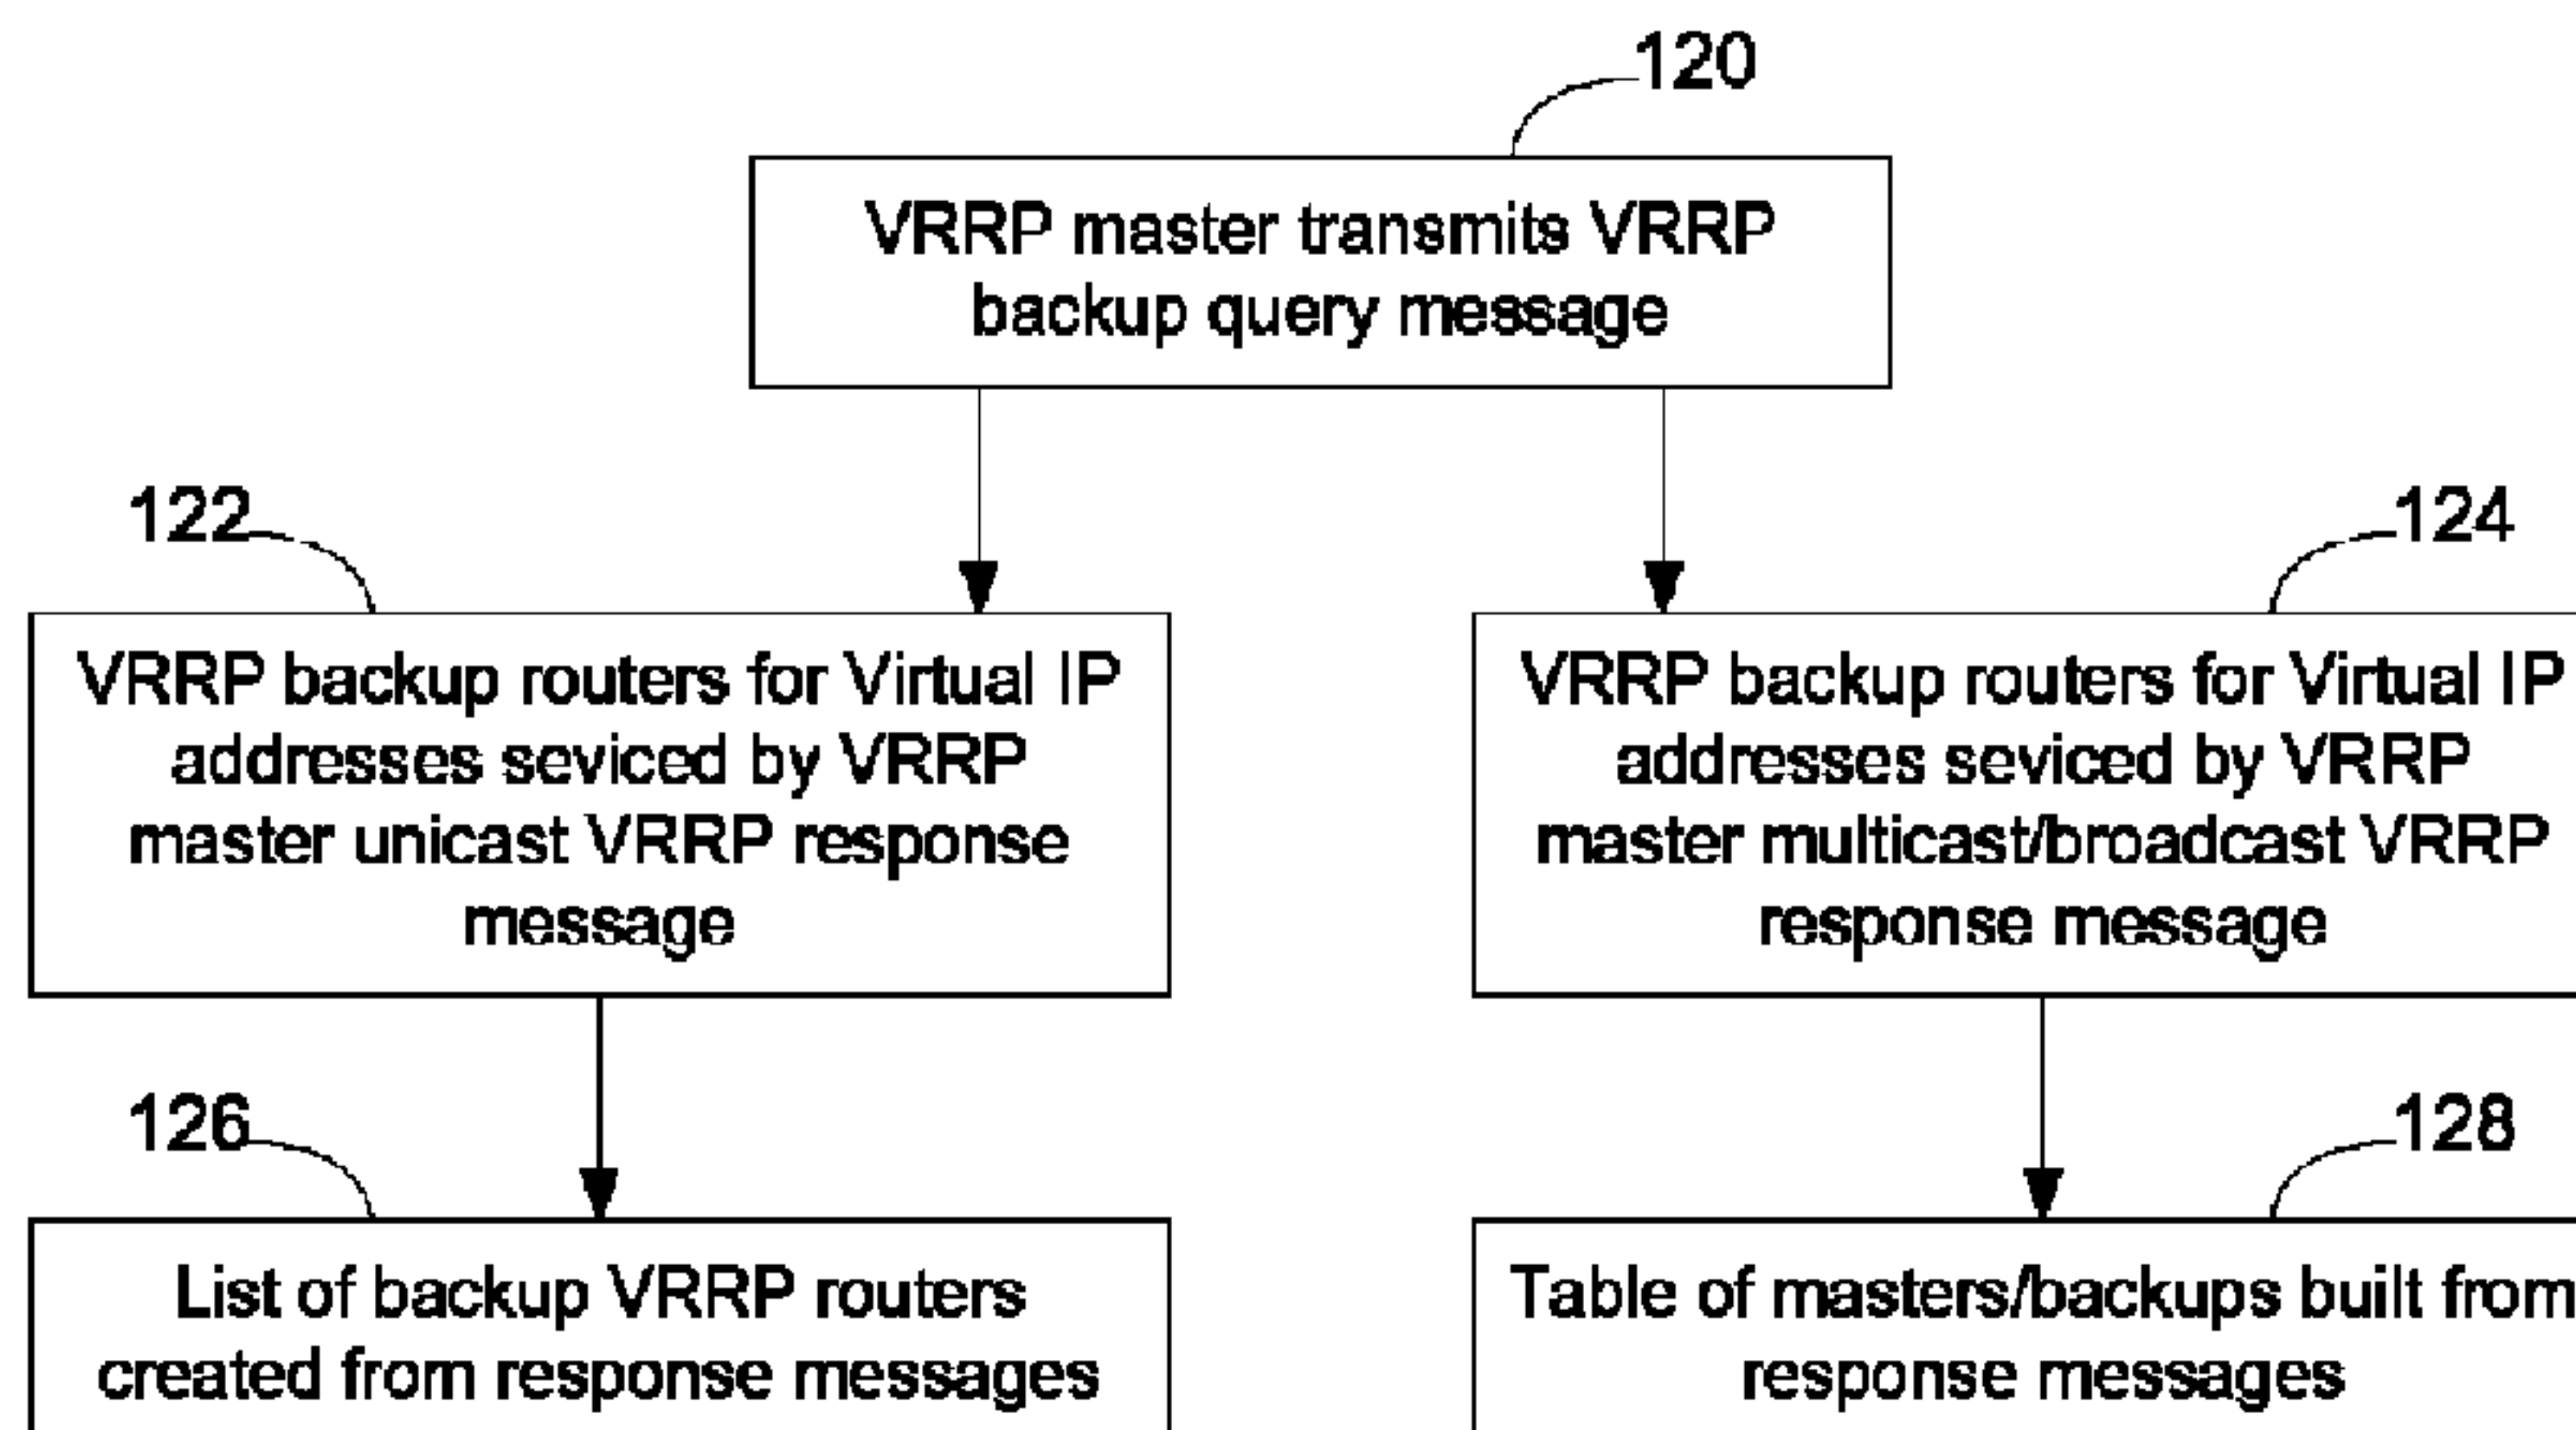 120
VRRP master transmits VRRP
backup query message
122
124
VRRP backup routers for Virtual IP
addresses seviced by VRRP
master unicast VRRP response
message
VRRP backup routers for Virtual IP
addresses seviced by VRRP
master multicast/broadcast VRRP
response message
126
128
List of backup VRRP routers
created from response messages
Table of masters/backups built from
response messages